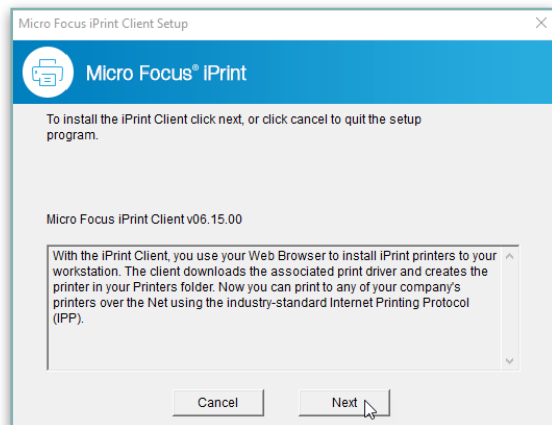 Micro Focus iPrint Client Setup
Micro Focus® iPrint
To install the iPrint Client click next, or click cancel to quit the setup
program.
Micro Focus iPrint Client v06.15.00
With the iPrint Client, you use your Web Browser to install iPrint printers to your
workstation. The client downloads the associated print driver and creates the
printer in your Printers folder. Now you can print to any of your company's
printers over the Net using the industry-standard Internet Printing Protocol
(IPP).
Cancel Next